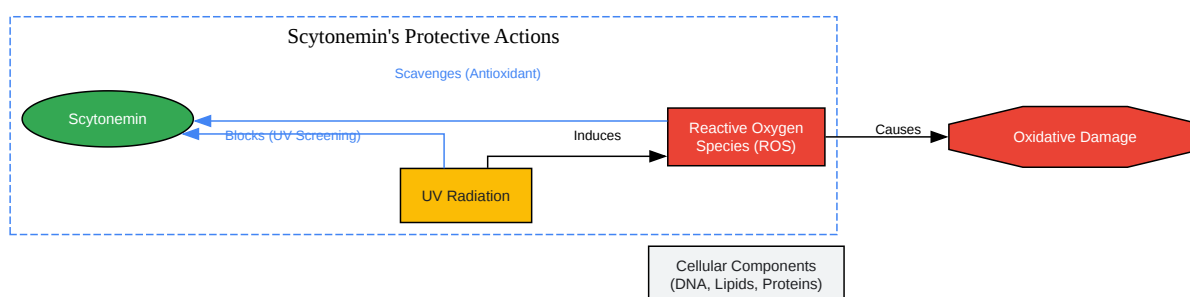 Scytonemin's Protective Actions
Scavenges (Antioxidant)
Scytonemin
Blocks (UV Screening)
Induces
Reactive Oxygen
Species (ROS)
Causes
Oxidative Damage
UV Radiation
Cellular Components
(DNA, Lipids, Proteins)